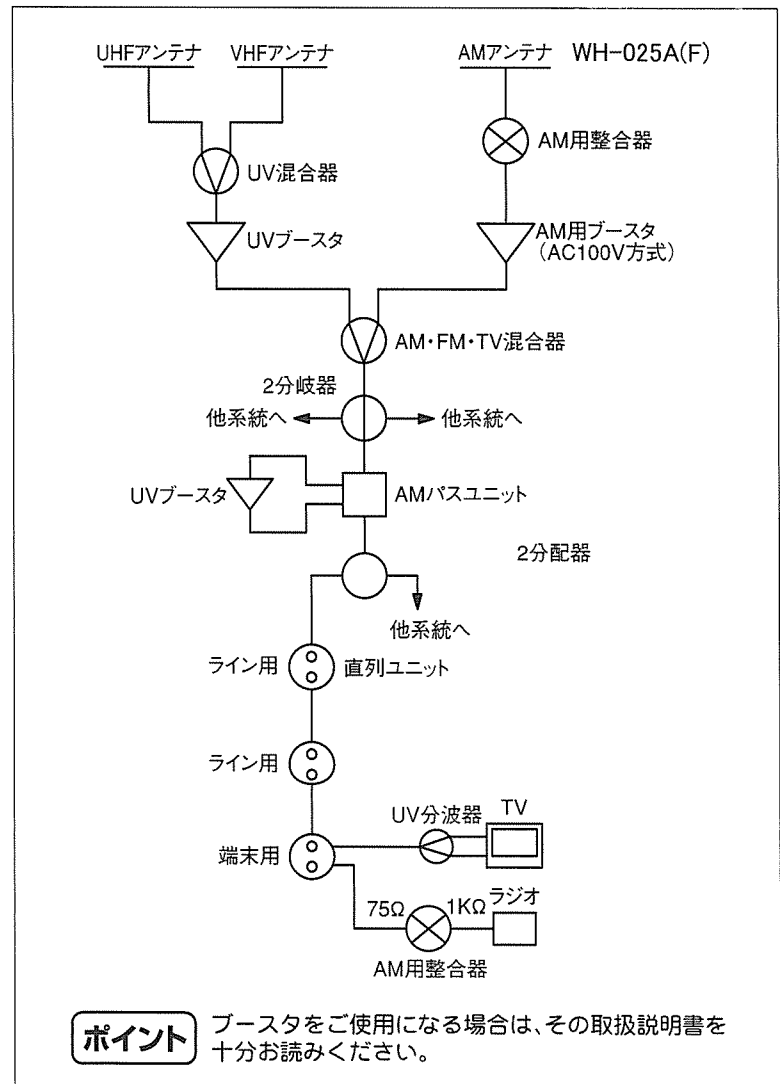 UHFアンテナ
VHFアンテナ
AMアンテナ
WH-025A(F)
AM用整合器
UV混合器
UVブースタ
AM用ブースタ
(AC100V方式)
AM・FM・TV混合器
2分岐器
他系統へ
他系統へ
UVブースタ
AMパスユニット
2分配器
他系統へ
ライン用
直列ユニット
ライン用
UV分波器
TV
端末用
75Ω
1KΩ
ラジオ
AM用整合器
ポイント
ブースタをご使用になる場合は、その取扱説明書を
十分お読みください。